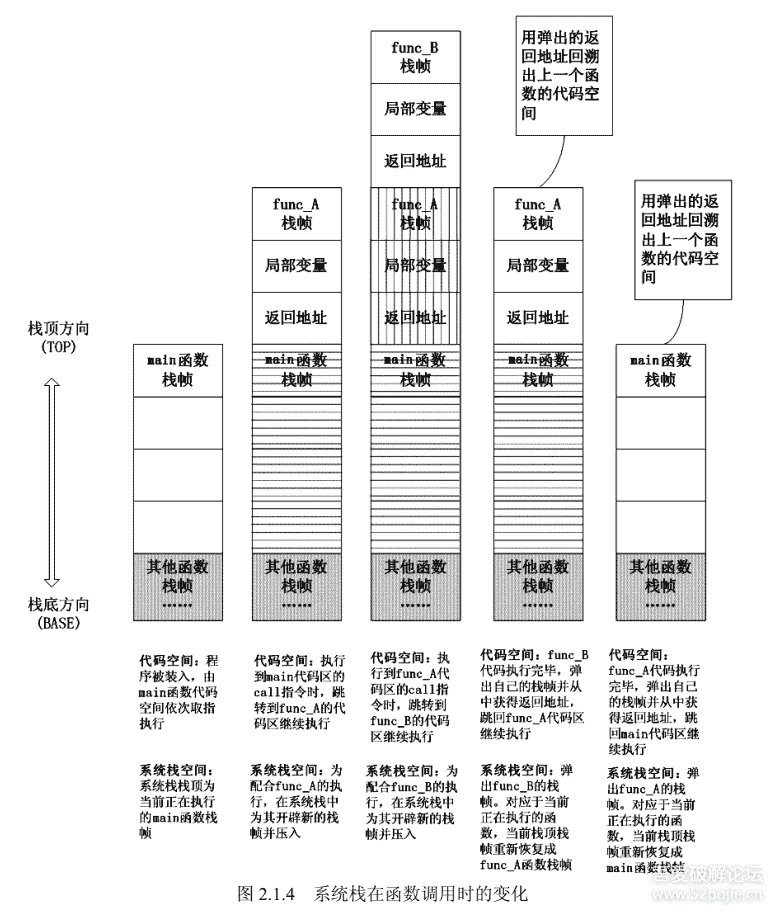 用弹出的返
回地址回溯
出上一个函
数的代码空
间
用弹出的返
回地址回溯
出上一个函
数的代码空
间
栈顶方向
(TOP)
栈底方向
(BASE)
main函数
栈帧
其他函数
栈帧
……
func_A
栈帧
局部变量
返回地址
main函数
栈帧
其他函数
栈帧
……
func_B
栈帧
局部变量
返回地址
func_A
栈帧
局部变量
返回地址
main函数
栈帧
其他函数
栈帧
……
func_A
栈帧
局部变量
返回地址
main函数
栈帧
其他函数
栈帧
……
main函数
栈帧
其他函数
栈帧
……
代码空间：程
序被装入，由
main函数代码
空间依次取指
执行
系统栈空间：
系统栈栈顶为
当前正在执行
的main函数栈
帧
代码空间：执行
到main代码区的
call指令时，跳
转到func_A的代
码区继续执行
系统栈空间：为
配合func_A的执
行，在系统栈中
为其开辟新的栈
帧并压入
代码空间：执
行到func_A代
码区的call指
令时，跳转到
func_B的代码
区继续执行
系统栈空间：为
配合func_B的执
行，在系统栈中
为其开辟新的栈
帧并压入
代码空间：func_B
代码执行完毕，弹
出自己的栈帧并从中
获得返回地址，
跳回func_A代码区
继续执行
系统栈空间：弹
出func_B的栈
帧。对应于当前
正在执行的函
数，当前栈顶栈
帧重新恢复成
func_A函数栈帧
代码空间：
func_A代码执行
完毕，弹出自己
的栈帧并从中获
得返回地址，跳
回main代码区继
续执行
系统栈空间：弹
出func_A的栈
帧。对应于当前
正在执行的函
数，当前栈顶栈
帧重新恢复成
main函数栈帧
图 2.1.4 系统栈在函数调用时的变化
吾爱破解论坛
www.52pojie.cn